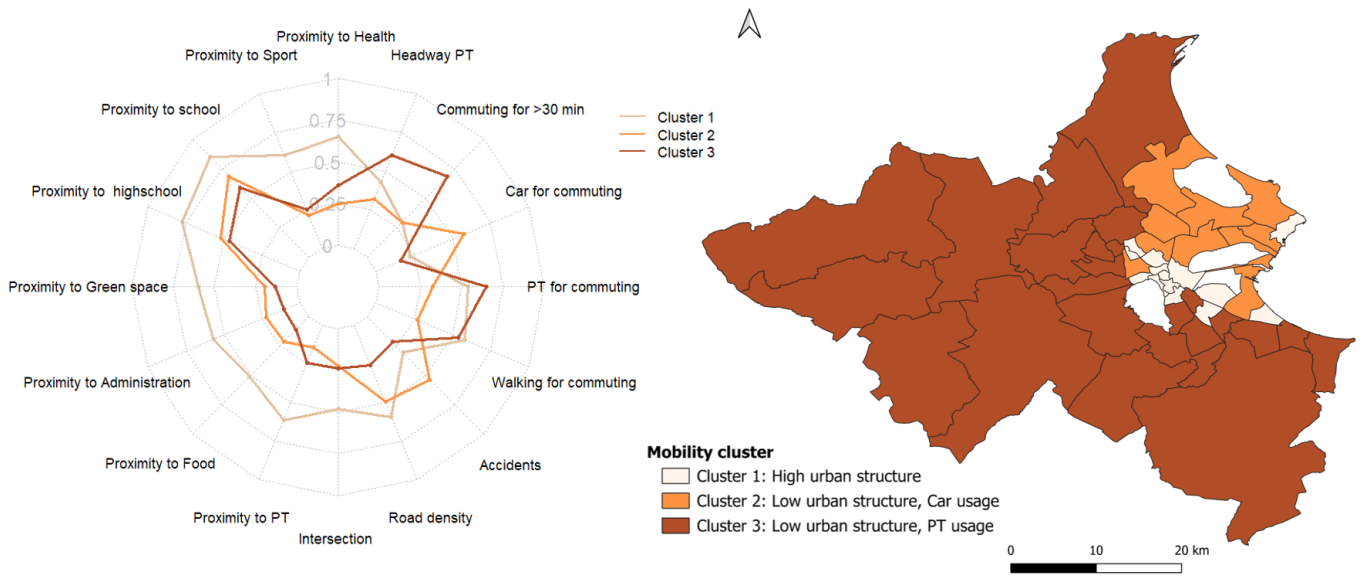 Proximity to Health
Proximity to Sport
Headway PT
Proximity to school
Commuting for >30 min
Proximity to highschool
Car for commuting
Proximity to Green space
PT for commuting
Proximity to Administration
Walking for commuting
Proximity to Food
Accidents
Proximity to PT
Road density
Intersection
1
0.75
0.5
0.25
0
Cluster 1
Cluster 2
Cluster 3
Mobility cluster
Cluster 1: High urban structure
Cluster 2: Low urban structure, Car usage
Cluster 3: Low urban structure, PT usage
0 10 20 km